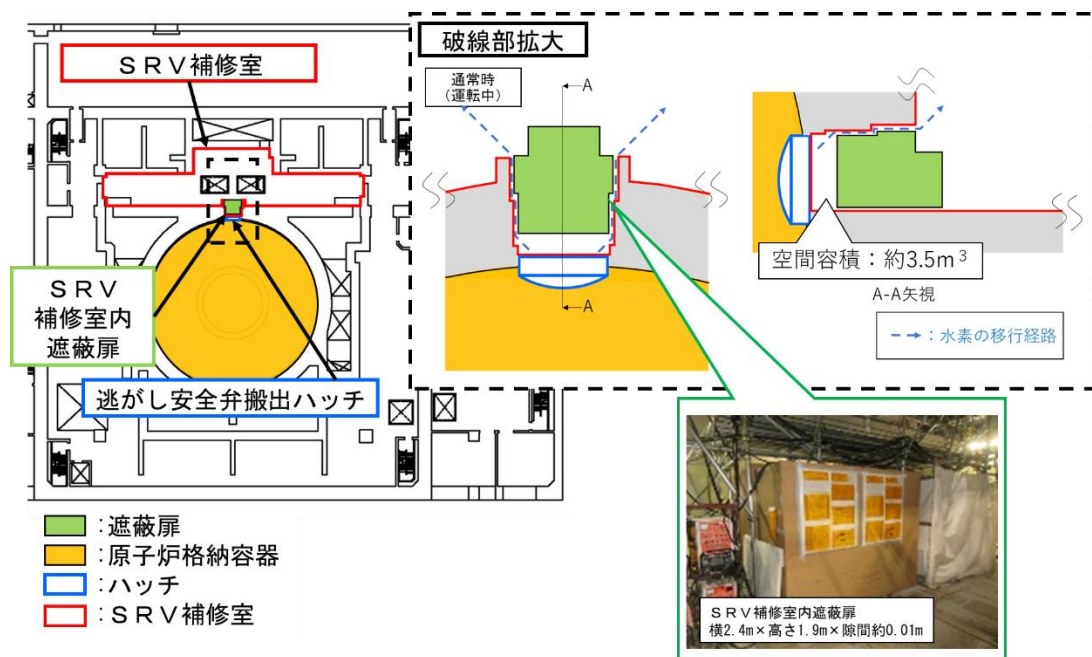 SRV補修室
SRV
補修室内
遮蔽扉
逃がし安全弁搬出ハッチ
:遮蔽扉
:原子炉格納容器
:ハッチ
:SRV補修室
破線部拡大
通常時
(運転中)
A
A
空間容積:約3.5m³
A-A矢視
:水素の移行経路
SRV補修室内遮蔽扉
横2.4m×高さ1.9m×隙間約0.01m